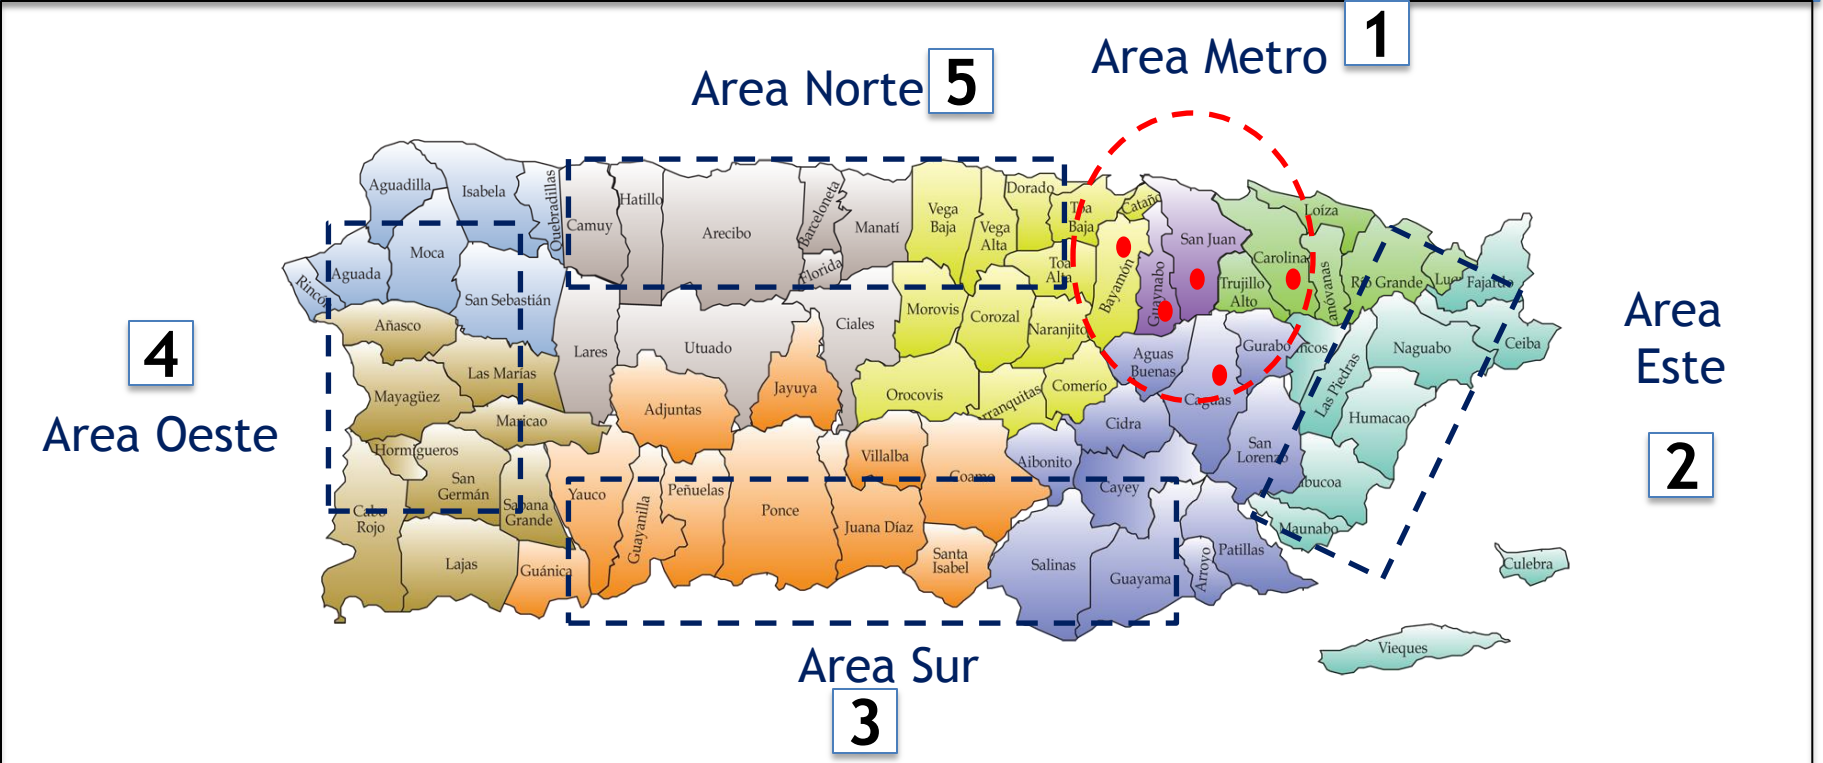 1
Area Metro
Area Norte 5
Aguadilla
Isabela
Quebradillas
Camuy
Hatillo
Arecibo
Barceloneta
Manatí
Florida
Vega
Baja
Vega
Alta
Dorado
Toa
Baja
Toa
Alta
Cataño
Bayamón
Guaynabo
San Juan
Trujillo
Alto
Carolina
Loíza
Río Grande
Fajardo
Ceiba
Naguabo
Las Piedras
Humacao
Maunabo
Rincón
Aguada
Moca
San Sebastián
Añasco
Las Marías
Mayagüez
Maricao
Hormigueros
San
Germán
Sabana
Grande
Cabo
Rojo
Lajas
Guánica
Lares
Utuado
Adjuntas
Jayuya
Ciales
Morovis
Corozal
Naranjito
Orocovis
rranquitas
Comerío
Aguas
Buenas
Gurabo
Caguas
Cidra
San
Lorenzo
Yauco
Guayanilla
Peñuelas
Ponce
Villalba
Juana Díaz
Coamo
Santa
Isabel
Aibonito
Cayey
Salinas
Guayama
Arroyo
Patillas
Culebra
Vieques
4
Area Oeste
Area
Este
2
Area Sur
3